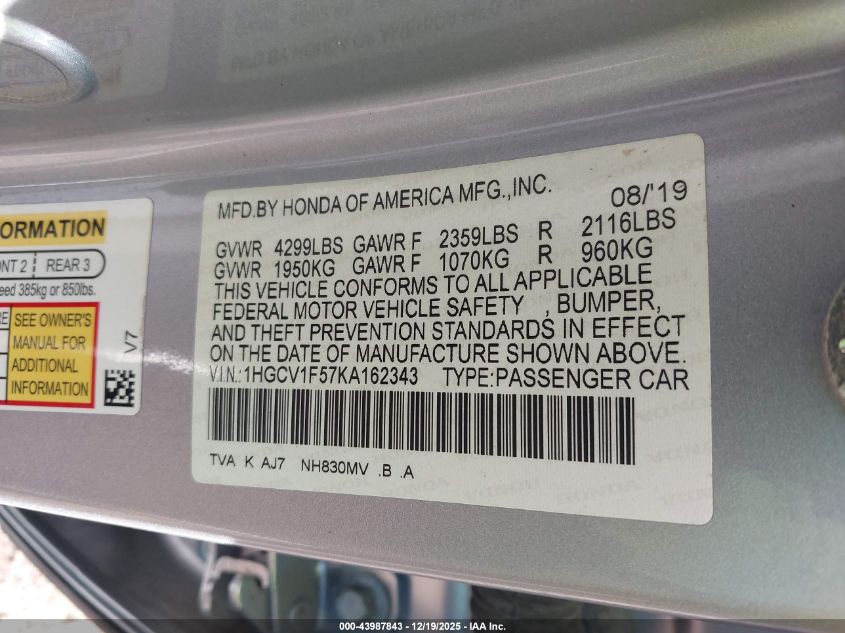 MFD.BY HONDA OF AMERICA MFG.,INC. 08/'19
GVWR 4299LBS GAWR F 2359LBS R 2116LBS
GVWR 1950KG GAWR F 1070KG R 960KG
THIS VEHICLE CONFORMS TO ALL APPLICABLE
FEDERAL MOTOR VEHICLE SAFETY , BUMPER,
AND THEFT PREVENTION STANDARDS IN EFFECT
ON THE DATE OF MANUFACTURE SHOWN ABOVE.
V.I.N.:1HGCV1F57KA162343 TYPE:PASSENGER CAR
TVA K AJ7 NH830MV .B .A
ORMATION
NT 2 REAR 3
eed 385kg or 850lbs.
RE
SEE OWNER'S
MANUAL FOR
ADDITIONAL
INFORMATION
V7
000-43987843 | 12/19/2025 | IAA Inc.